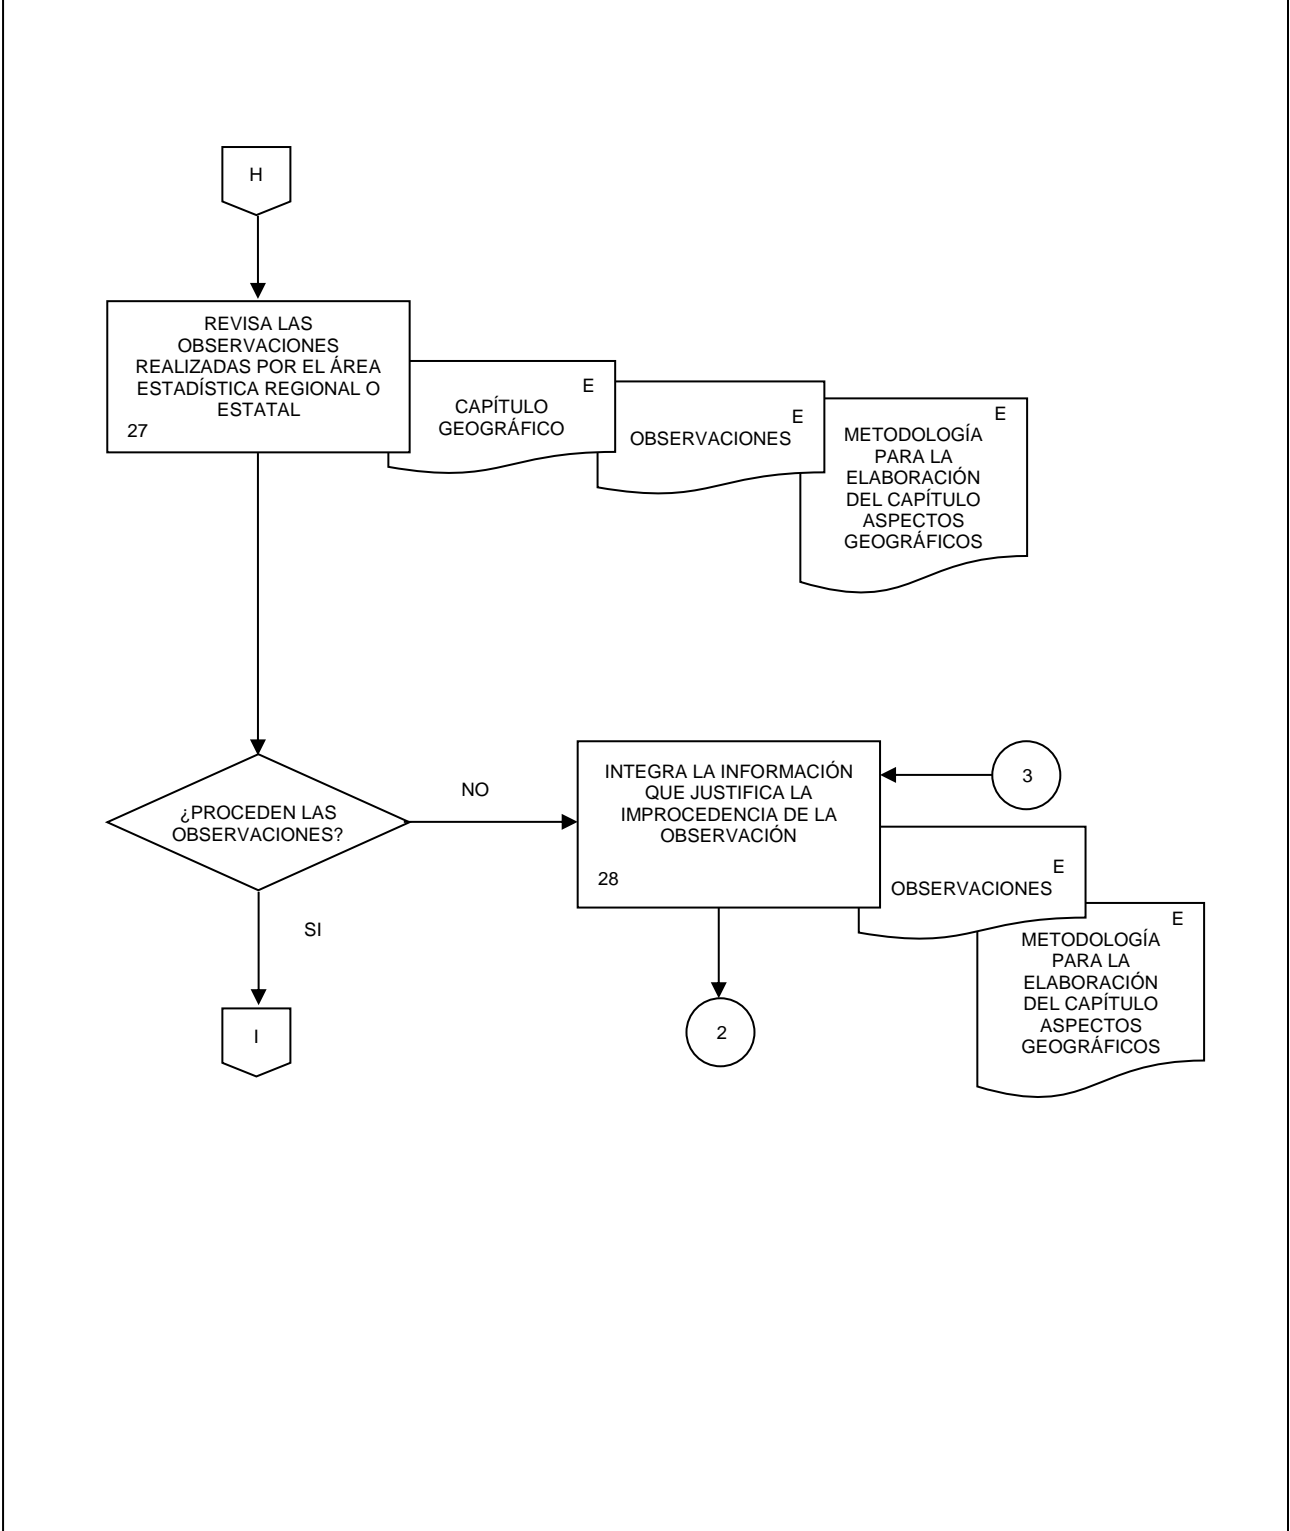 H
REVISA LAS
OBSERVACIONES
REALIZADAS POR EL ÁREA
ESTADÍSTICA REGIONAL O
ESTATAL
27
E
CAPÍTULO
GEOGRÁFICO
E
OBSERVACIONES
E
METODOLOGÍA
PARA LA
ELABORACIÓN
DEL CAPÍTULO
ASPECTOS
GEOGRÁFICOS
¿PROCEDEN LAS
OBSERVACIONES?
NO
INTEGRA LA INFORMACIÓN
QUE JUSTIFICA LA
IMPROCEDENCIA DE LA
OBSERVACIÓN
28
3
E
OBSERVACIONES
E
METODOLOGÍA
PARA LA
ELABORACIÓN
DEL CAPÍTULO
ASPECTOS
GEOGRÁFICOS
SI
I
2